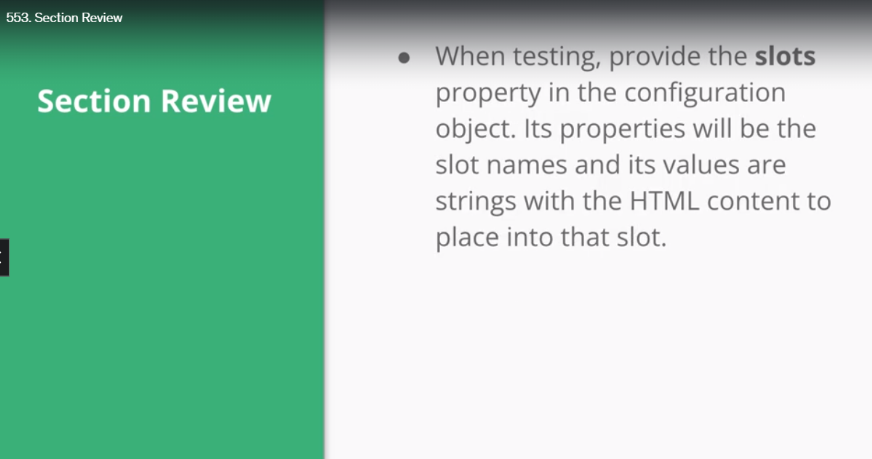 553. Section Review
Section Review
● When testing, provide the slots
property in the configuration
object. Its properties will be the
slot names and its values are
strings with the HTML content to
place into that slot.